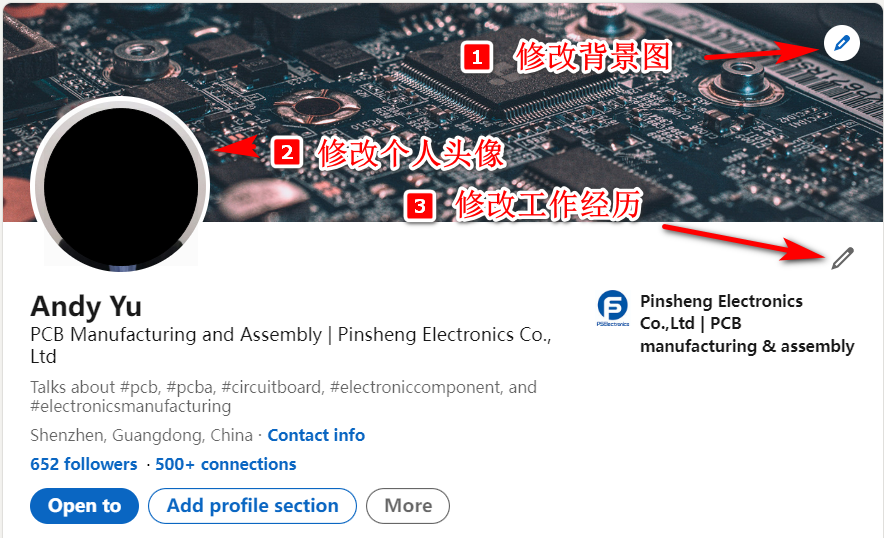 1 修改背景图
2 修改个人头像
3 修改工作经历
Andy Yu
PCB Manufacturing and Assembly | Pinsheng Electronics Co.,
Ltd
Pinsheng Electronics
Co.,Ltd | PCB
manufacturing & assembly
PSElectronics
Talks about #pcb, #pcba, #circuitboard, #electroniccomponent, and
#electronicsmanufacturing
Shenzhen, Guangdong, China · Contact info
652 followers · 500+ connections
Open to
Add profile section
More